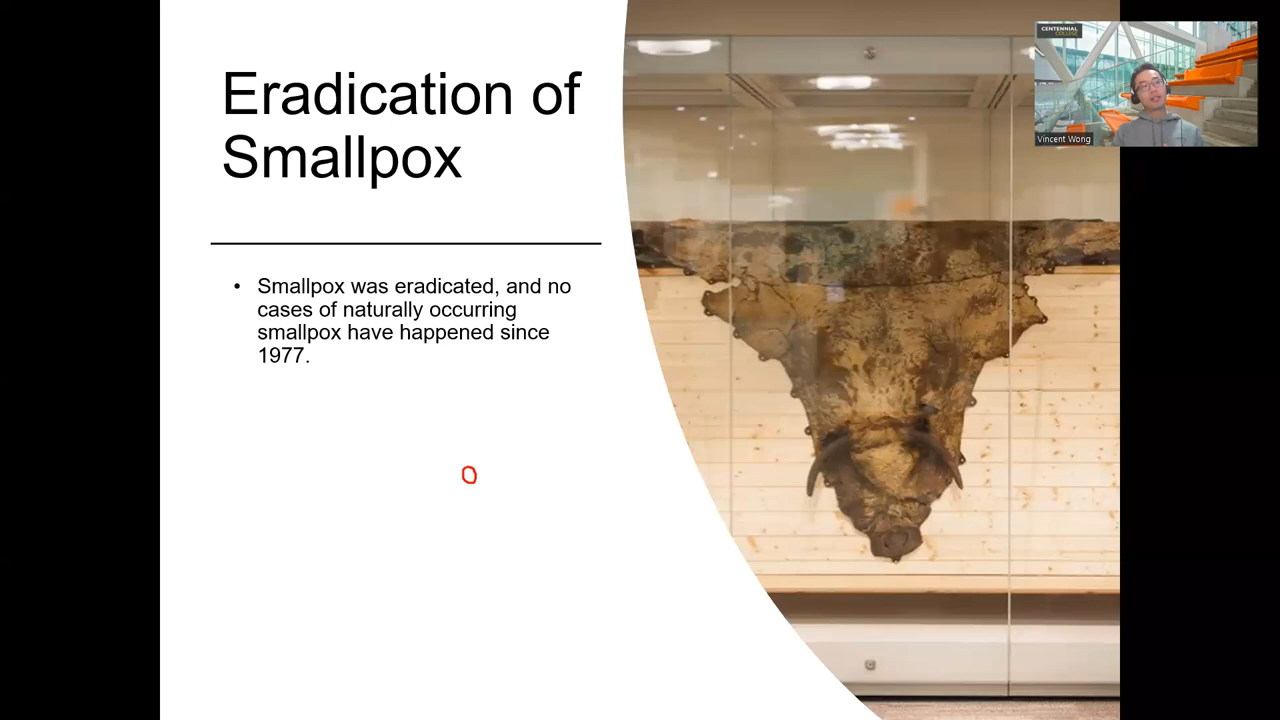 Eradication of
Smallpox
• Smallpox was eradicated, and no
cases of naturally occurring
smallpox have happened since
1977.
CENTENNIAL
COLLEGE
Vincent Wong